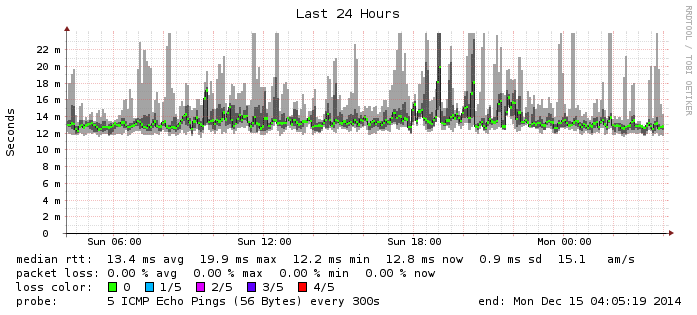 Last 24 Hours
RRDTOOL / TOBI OETIKER
Seconds
22 m
20 m
18 m
16 m
14 m
12 m
10 m
8 m
6 m
4 m
2 m
0
Sun 06:00 Sun 12:00 Sun 18:00 Mon 00:00
median rtt: 13.4 ms avg 19.9 ms max 12.2 ms min 12.8 ms now 0.9 ms sd 15.1 am/s
packet loss: 0.00 % avg 0.00 % max 0.00 % min 0.00 % now
loss color: 0 1/5 2/5 3/5 4/5
probe: 5 ICMP Echo Pings (56 Bytes) every 300s end: Mon Dec 15 04:05:19 2014